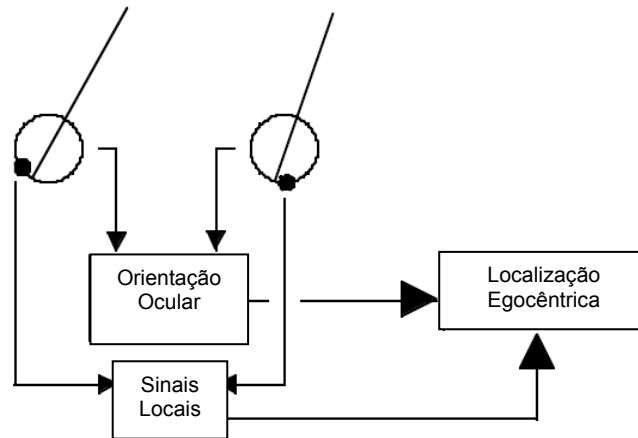 Orientação
Ocular
Localização
Egocêntrica
Sinais
Locais